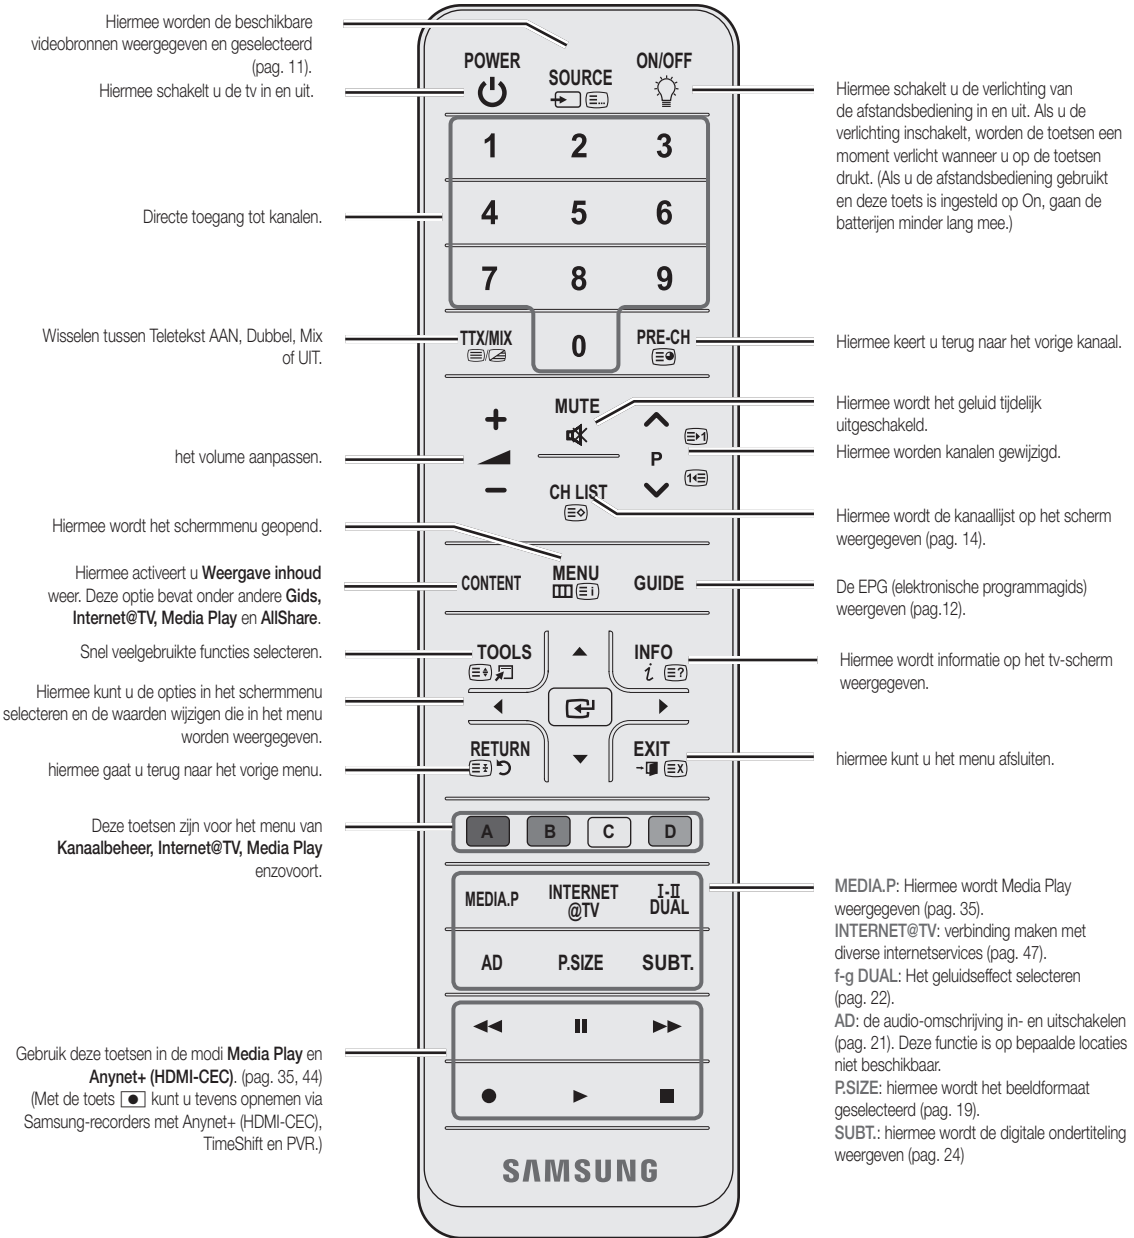 Hiermee worden de beschikbare
videobronnen weergegeven en geselecteerd
(pag. 11).
Hiermee schakelt u de tv in en uit.
Directe toegang tot kanalen.
Wisselen tussen Teletekst AAN, Dubbel, Mix
of UIT.
het volume aanpassen.
Hiermee wordt het schermmenu geopend.
Hiermee activeert u Weergave inhoud
weer. Deze optie bevat onder andere Gids,
Internet@TV, Media Play en AllShare.
Snel veelgebruikte functies selecteren.
Hiermee kunt u de opties in het schermmenu
selecteren en de waarden wijzigen die in het menu
worden weergegeven.
hiermee gaat u terug naar het vorige menu.
Deze toetsen zijn voor het menu van
Kanaalbeheer, Internet@TV, Media Play
enzovoort.
Gebruik deze toetsen in de modi Media Play en
Anynet+ (HDMI-CEC). (pag. 35, 44)
(Met de toets kunt u tevens opnemen via
Samsung-recorders met Anynet+ (HDMI-CEC),
TimeShift en PVR.)
POWER
SOURCE
ON/OFF
1 2 3
4 5 6
7 8 9
TTX/MIX
0
PRE-CH
+
MUTE
P
−
CH LIST
CONTENT
MENU
GUIDE
TOOLS
INFO
RETURN
EXIT
A B C D
MEDIA.P
INTERNET
@TV
I-II
DUAL
AD
P.SIZE
SUBT.
SAMSUNG
Hiermee schakelt u de verlichting van
de afstandsbediening in en uit. Als u de
verlichting inschakelt, worden de toetsen een
moment verlicht wanneer u op de toetsen
drukt. (Als u de afstandsbediening gebruikt
en deze toets is ingesteld op On, gaan de
batterijen minder lang mee.)
Hiermee keert u terug naar het vorige kanaal.
Hiermee wordt het geluid tijdelijk
uitgeschakeld.
Hiermee worden kanalen gewijzigd.
Hiermee wordt de kanaallijst op het scherm
weergegeven (pag. 14).
De EPG (elektronische programmagids)
weergeven (pag.12).
Hiermee wordt informatie op het tv-scherm
weergegeven.
hiermee kunt u het menu afsluiten.
MEDIA.P: Hiermee wordt Media Play
weergegeven (pag. 35).
INTERNET@TV: verbinding maken met
diverse internetservices (pag. 47).
f-g DUAL: Het geluidseffect selecteren
(pag. 22).
AD: de audio-omschrijving in- en uitschakelen
(pag. 21). Deze functie is op bepaalde locaties
niet beschikbaar.
P.SIZE: hiermee wordt het beeldformaat
geselecteerd (pag. 19).
SUBT.: hiermee wordt de digitale ondertiteling
weergeven (pag. 24)